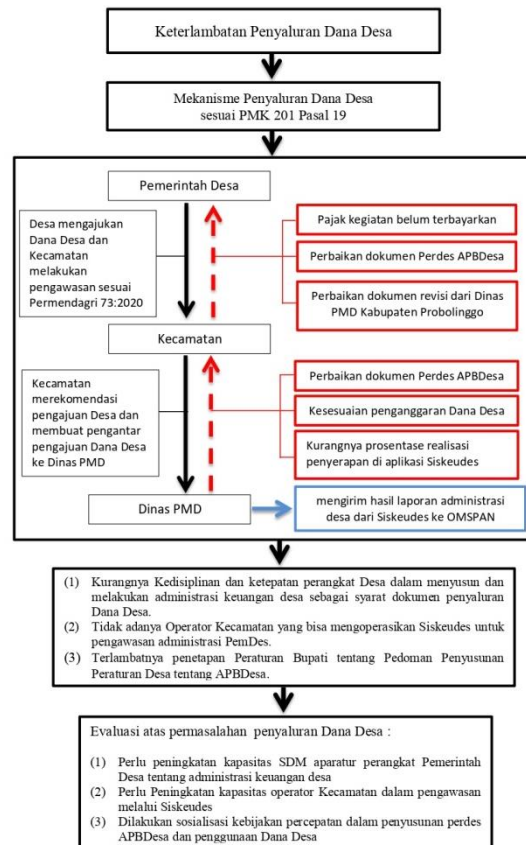 Keterlambatan Penyaluran Dana Desa
Mekanisme Penyaluran Dana Desa
sesuai PMK 201 Pasal 19
Pemerintah Desa
Desa mengajukan
Dana Desa dan
Kecamatan
melakukan
pengawasan sesuai
Permendagri 73:2020
Pajak kegiatan belum terbayarkan
Perbaikan dokumen Perdes APBDesa
Perbaikan dokumen revisi dari Dinas
PMD Kabupaten Probolinggo
Kecamatan
Kecamatan
merekomendasi
pengajuan Desa dan
membuat pengantar
pengajuan Dana Desa
ke Dinas PMD
Perbaikan dokumen Perdes APBDesa
Kesesuaian penganggaran Dana Desa
Kurangnya prosentase realisasi
penyerapan di aplikasi Siskeudes
Dinas PMD
mengirim hasil laporan administrasi
desa dari Siskeudes ke OMSPAN
(1) Kurangnya Kedisiplinan dan ketepatan perangkat Desa dalam menyusun dan
melakukan administrasi keuangan desa sebagai syarat dokumen penyaluran
Dana Desa.
(2) Tidak adanya Operator Kecamatan yang bisa mengoperasikan Siskeudes untuk
pengawasan administrasi PemDes.
(3) Terlambatnya penetapan Peraturan Bupati tentang Pedoman Penyusunan
Peraturan Desa tentang APBDesa.
Evaluasi atas permasalahan penyaluran Dana Desa :
(1) Perlu peningkatan kapasitas SDM aparatur perangkat Pemerintah
Desa tentang administrasi keuangan desa
(2) Perlu Peningkatan kapasitas operator Kecamatan dalam pengawasan
melalui Siskeudes
(3) Dilakukan sosialisasi kebijakan percepatan dalam penyusunan perdes
APBDesa dan penggunaan Dana Desa